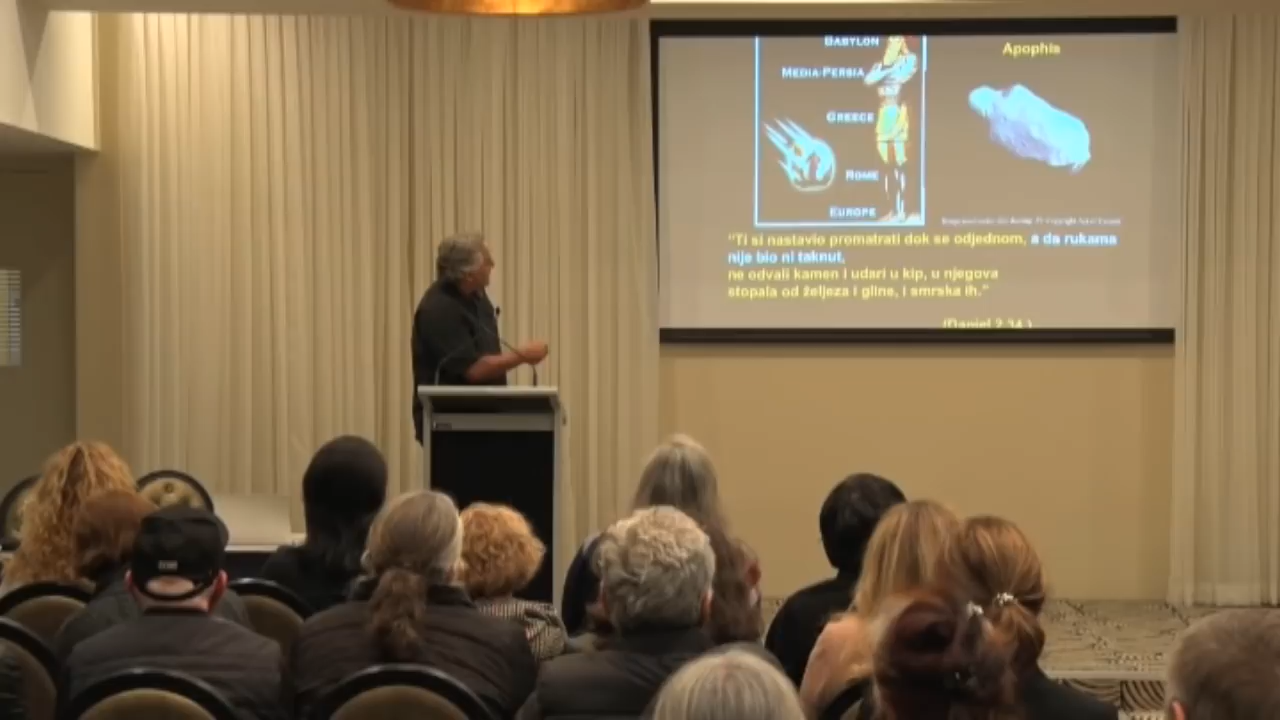 BABYLON
Apophis
MEDIA-PERSIA
GREECE
ROME
EUROPE
"Ti si nastavio promatrati dok se odjednom, a da rukama
nije bio ni taknut,
ne odvali kamen i udari u kip, u njegova
stopala od željeza i gline, i smrska ih."
(Daniel 2,34.)